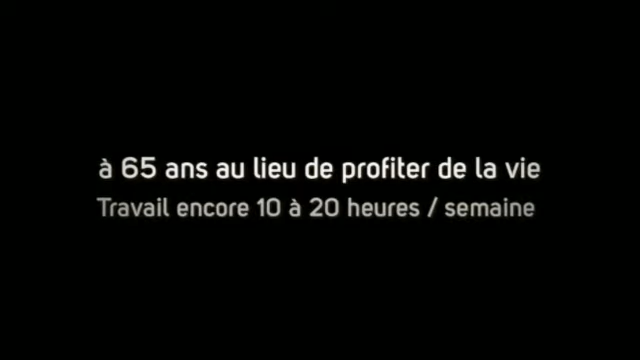 à 65 ans au lieu de profiter de la vie
Travail encore 10 à 20 heures / semaine